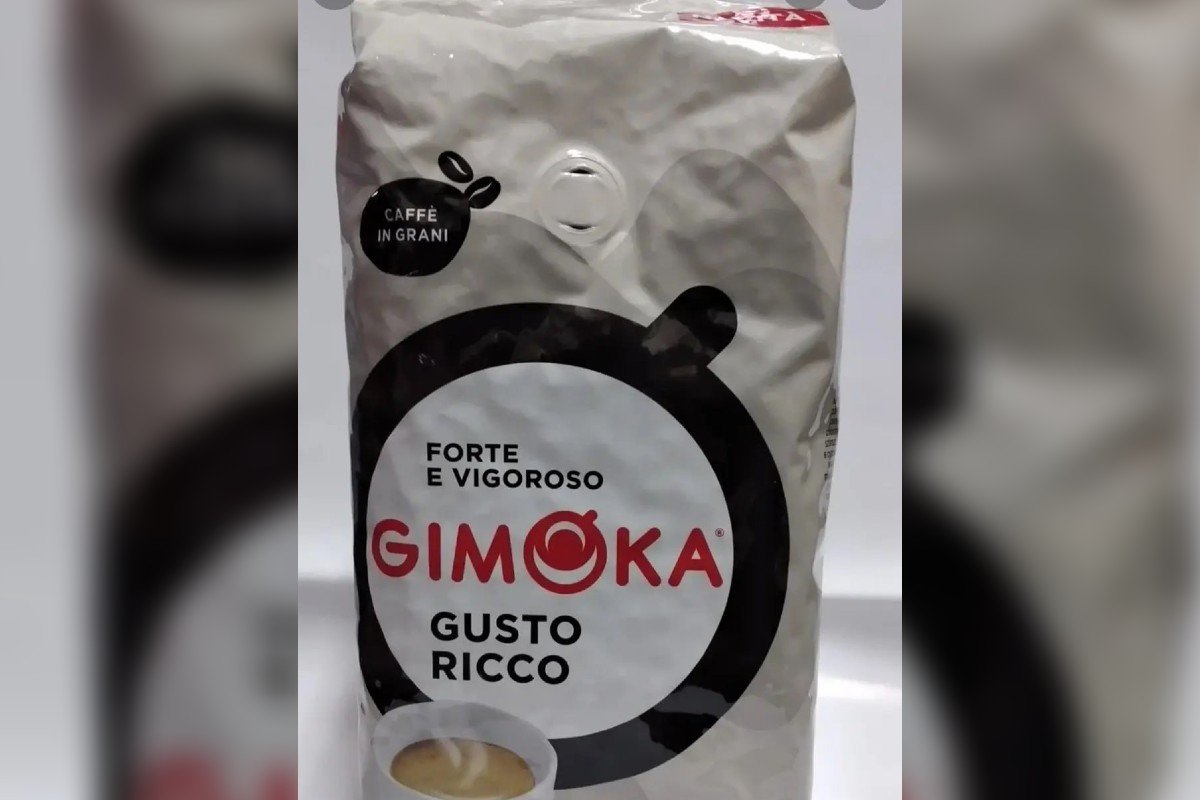 CAFFÈ
IN GRANI
FORTE
E VIGOROSO
GIMOKA®
GUSTO
RICCO